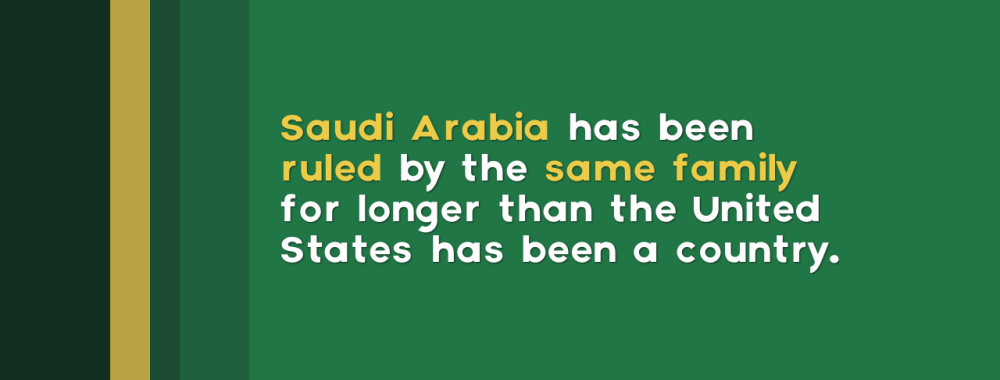 Saudi Arabia has been
ruled by the same family
for longer than the United
States has been a country.